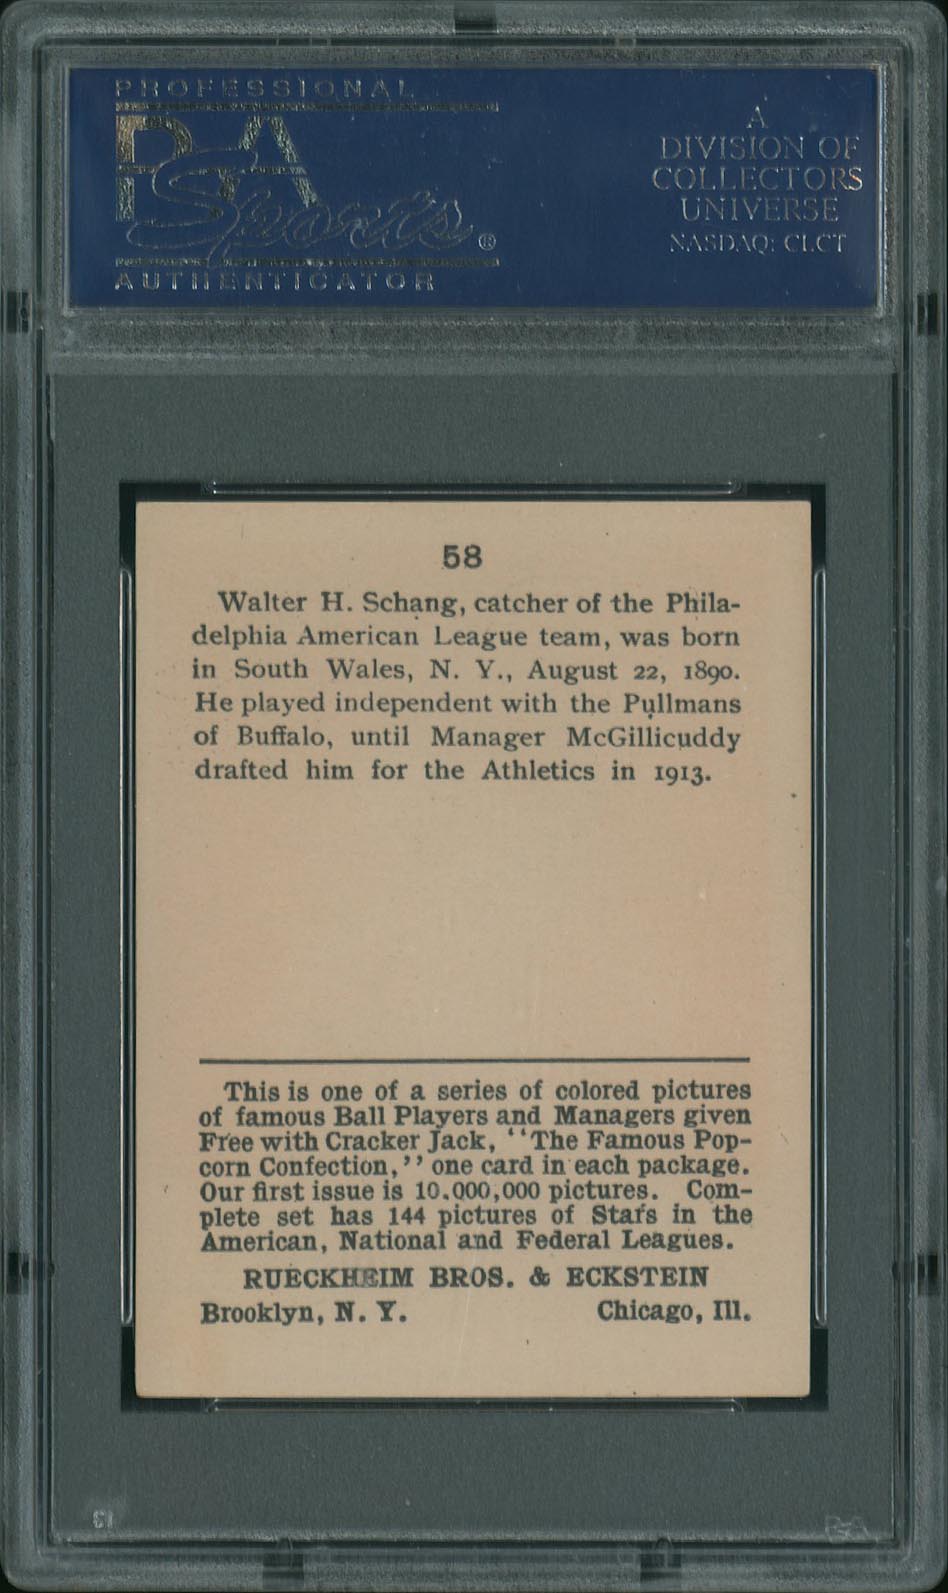 PROFESSIONAL
PSA
Sports ®
AUTHENTICATOR
A
DIVISION OF
COLLECTORS
UNIVERSE
NASDAQ: CLCT
58
Walter H. Schang, catcher of the Phila-
delphia American League team, was born
in South Wales, N. Y., August 22, 1890.
He played independent with the Pullmans
of Buffalo, until Manager McGillicuddy
drafted him for the Athletics in 1913.
This is one of a series of colored pictures
of famous Ball Players and Managers given
Free with Cracker Jack, "The Famous Pop-
corn Confection," one card in each package.
Our first issue is 10,000,000 pictures. Com-
plete set has 144 pictures of Stars in the
American, National and Federal Leagues.
RUECKHEIM BROS. & ECKSTEIN
Brooklyn, N. Y. Chicago, Ill.
PSA